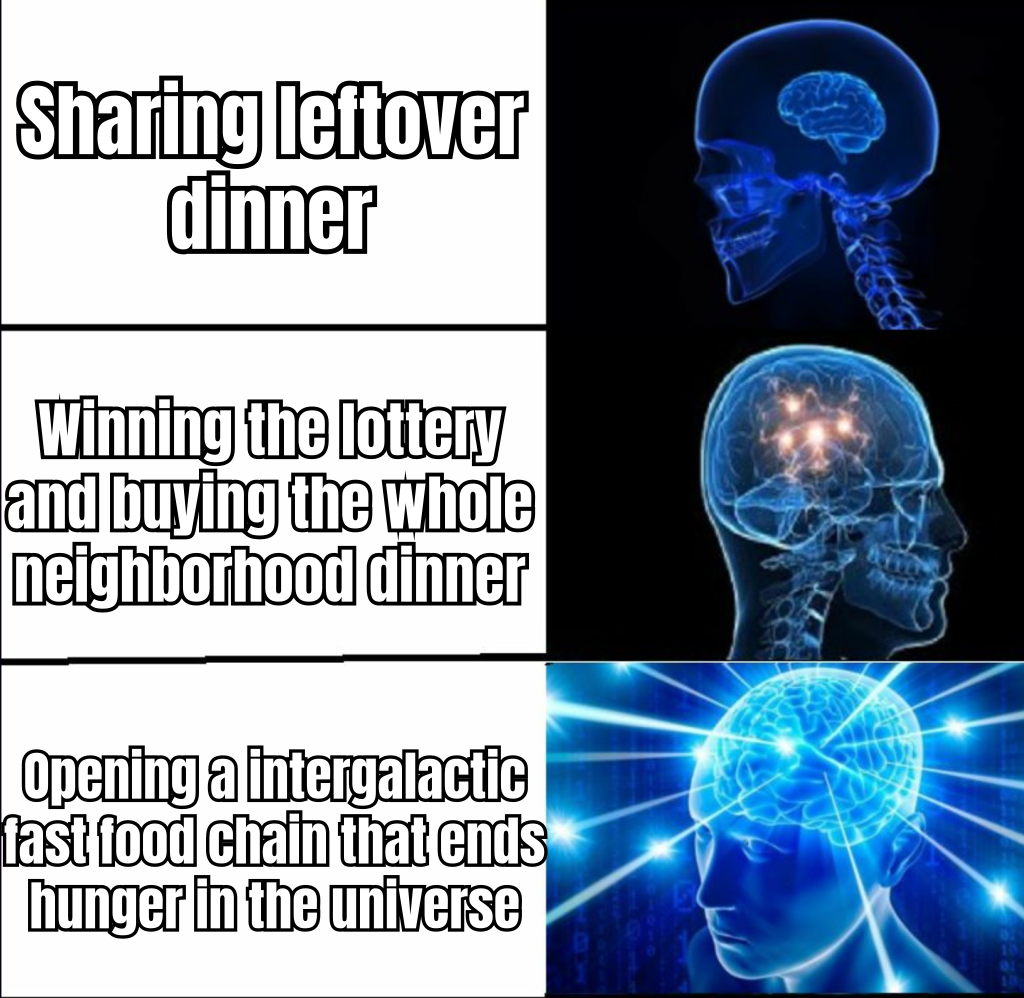 Sharing leftover
dinner
Winning the lottery
and buying the whole
neighborhood dinner
Opening a intergalactic
fast food chain that ends
hunger in the universe